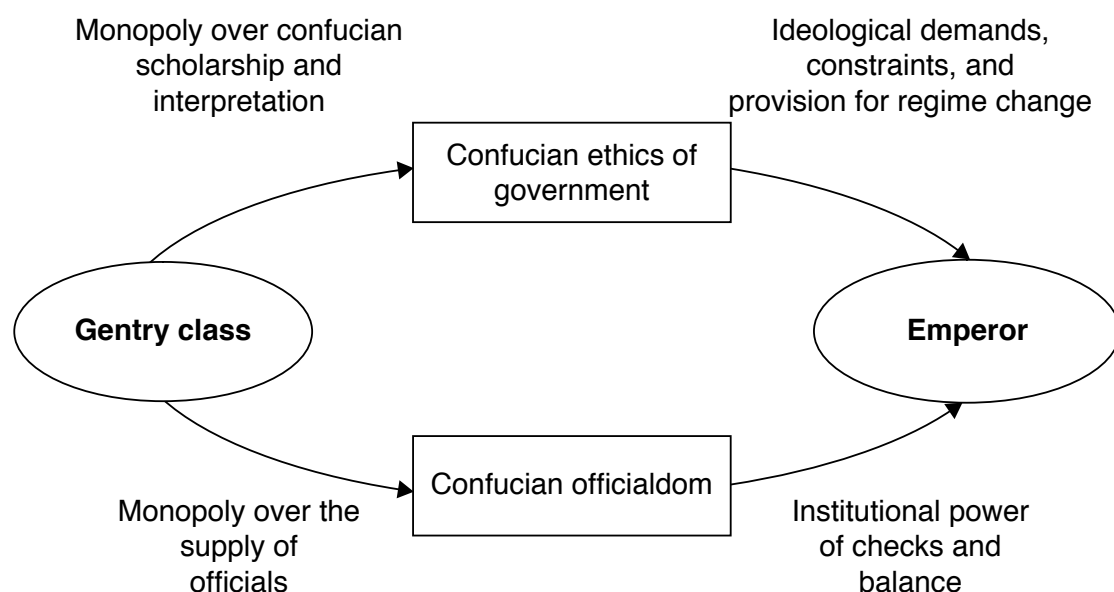 Monopoly over confucian
scholarship and
interpretation
Ideological demands,
constraints, and
provision for regime change
Confucian ethics of
government
Gentry class
Emperor
Confucian officialdom
Monopoly over the
supply of
officials
Institutional power
of checks and
balance